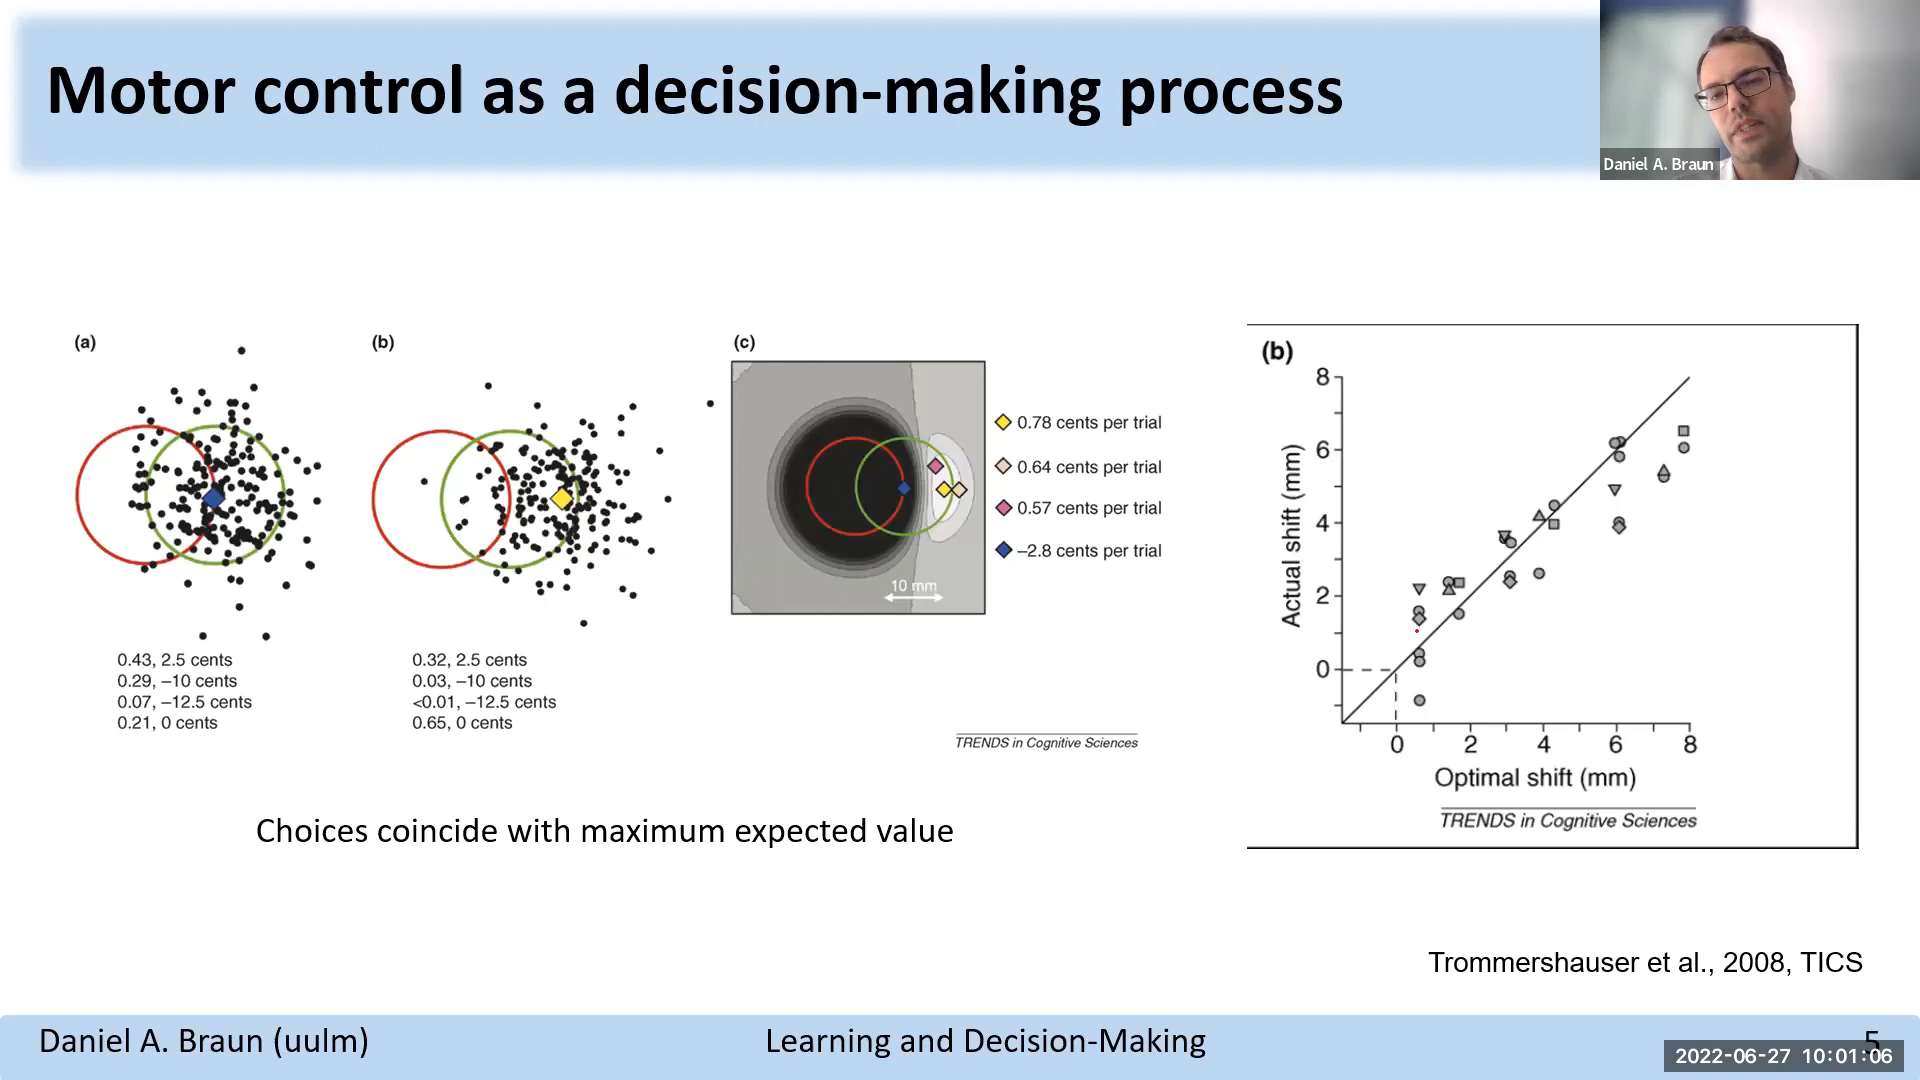 Motor control as a decision-making process
Daniel A. Braun
(a)
(b)
(c)
0.78 cents per trial
0.64 cents per trial
0.57 cents per trial
–2.8 cents per trial
10 mm
0.43, 2.5 cents
0.29, –10 cents
0.07, –12.5 cents
0.21, 0 cents
0.32, 2.5 cents
0.03, –10 cents
<0.01, –12.5 cents
0.65, 0 cents
TRENDS in Cognitive Sciences
(b)
8
6
4
2
0
Actual shift (mm)
0 2 4 6 8
Optimal shift (mm)
TRENDS in Cognitive Sciences
Choices coincide with maximum expected value
Trommershauser et al., 2008, TICS
Daniel A. Braun (uulm)
Learning and Decision-Making
5
2022-06-27 10:01:06